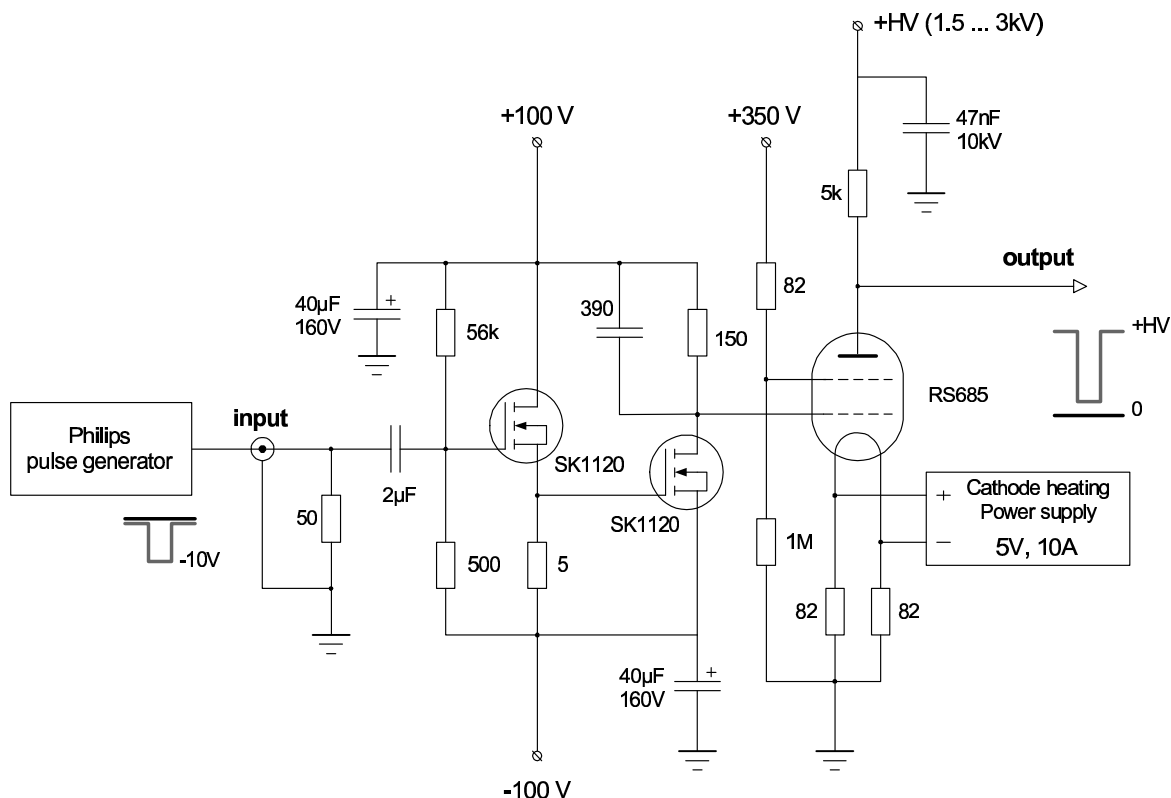 +HV (1.5 ... 3kV)
+100 V
+350 V
47nF
10kV
5k
output
40µF
160V
+
56k
390
150
82
+HV
0
RS685
Philips
pulse generator
input
SK1120
2µF
SK1120
-10V
50
500
5
1M
+
−
Cathode heating
Power supply
5V, 10A
82
82
40µF
160V
+
-100 V